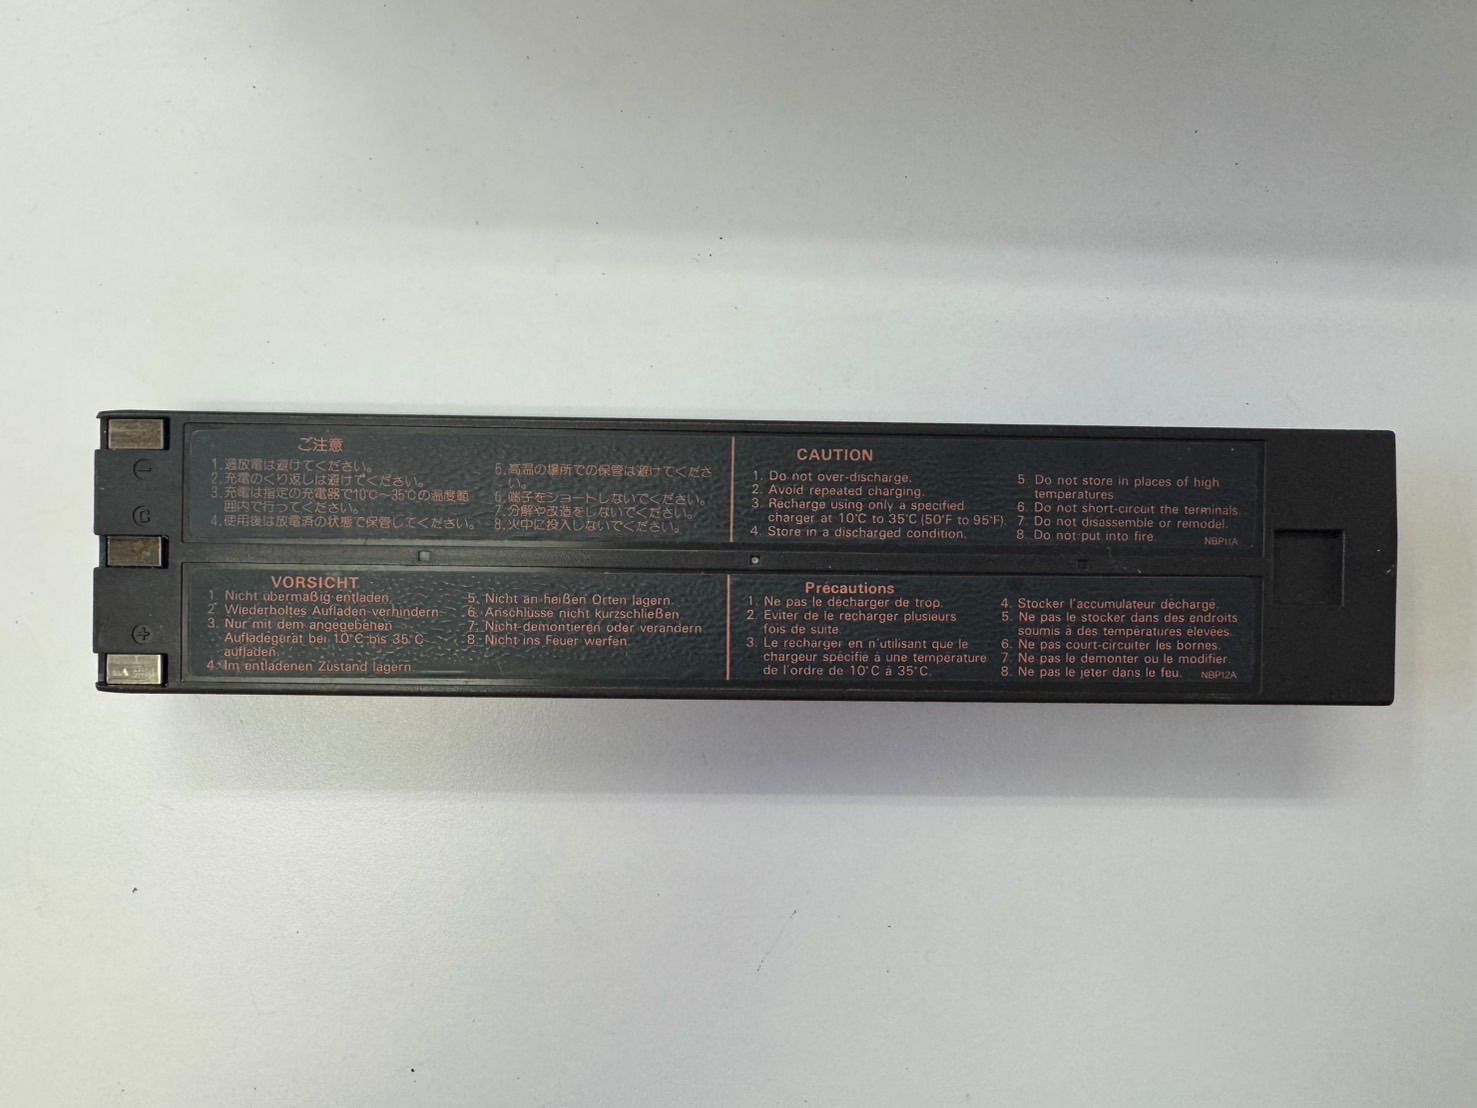 ご注意
1. 過放電は避けてください。
2. 充電のくり返しは避けてください。
3. 充電は指定の充電器で10℃〜35℃の温度範
囲内で行ってください。
4. 使用後は放電済の状態で保管してください。
5. 高温の場所での保管は避けてくださ
い。
6. 端子をショートしないでください。
7. 分解や改造をしないでください。
8. 火中に投入しないでください。
CAUTION
1. Do not over-discharge.
2. Avoid repeated charging.
3. Recharge using only a specified
charger at 10°C to 35°C (50°F to 95°F).
4. Store in a discharged condition.
5. Do not store in places of high
temperatures.
6. Do not short-circuit the terminals.
7. Do not disassemble or remodel.
8. Do not put into fire.
NBP11A
VORSICHT
1. Nicht übermaßig entladen.
2. Wiederholtes Aufladen verhindern
3. Nur mit dem angegebenen
Aufladegerät bei 10°C bis 35°C
aufladen.
4. Im entladenen Zustand lagern.
5. Nicht an heißen Orten lagern.
6. Anschlüsse nicht kurzschließen.
7. Nicht demontieren oder verändern
8. Nicht ins Feuer werfen.
Précautions
1. Ne pas le décharger de trop.
2. Eviter de le recharger plusieurs
fois de suite
3. Le recharger en n'utilisant que le
chargeur spécifié à une température
de l'ordre de 10°C à 35°C.
4. Stocker l'accumulateur déchargé.
5. Ne pas le stocker dans des endroits
soumis à des températures élevées.
6. Ne pas court-circuiter les bornes.
7. Ne pas le démonter ou le modifier.
8. Ne pas le jeter dans le feu.
NBP12A
−
C
+